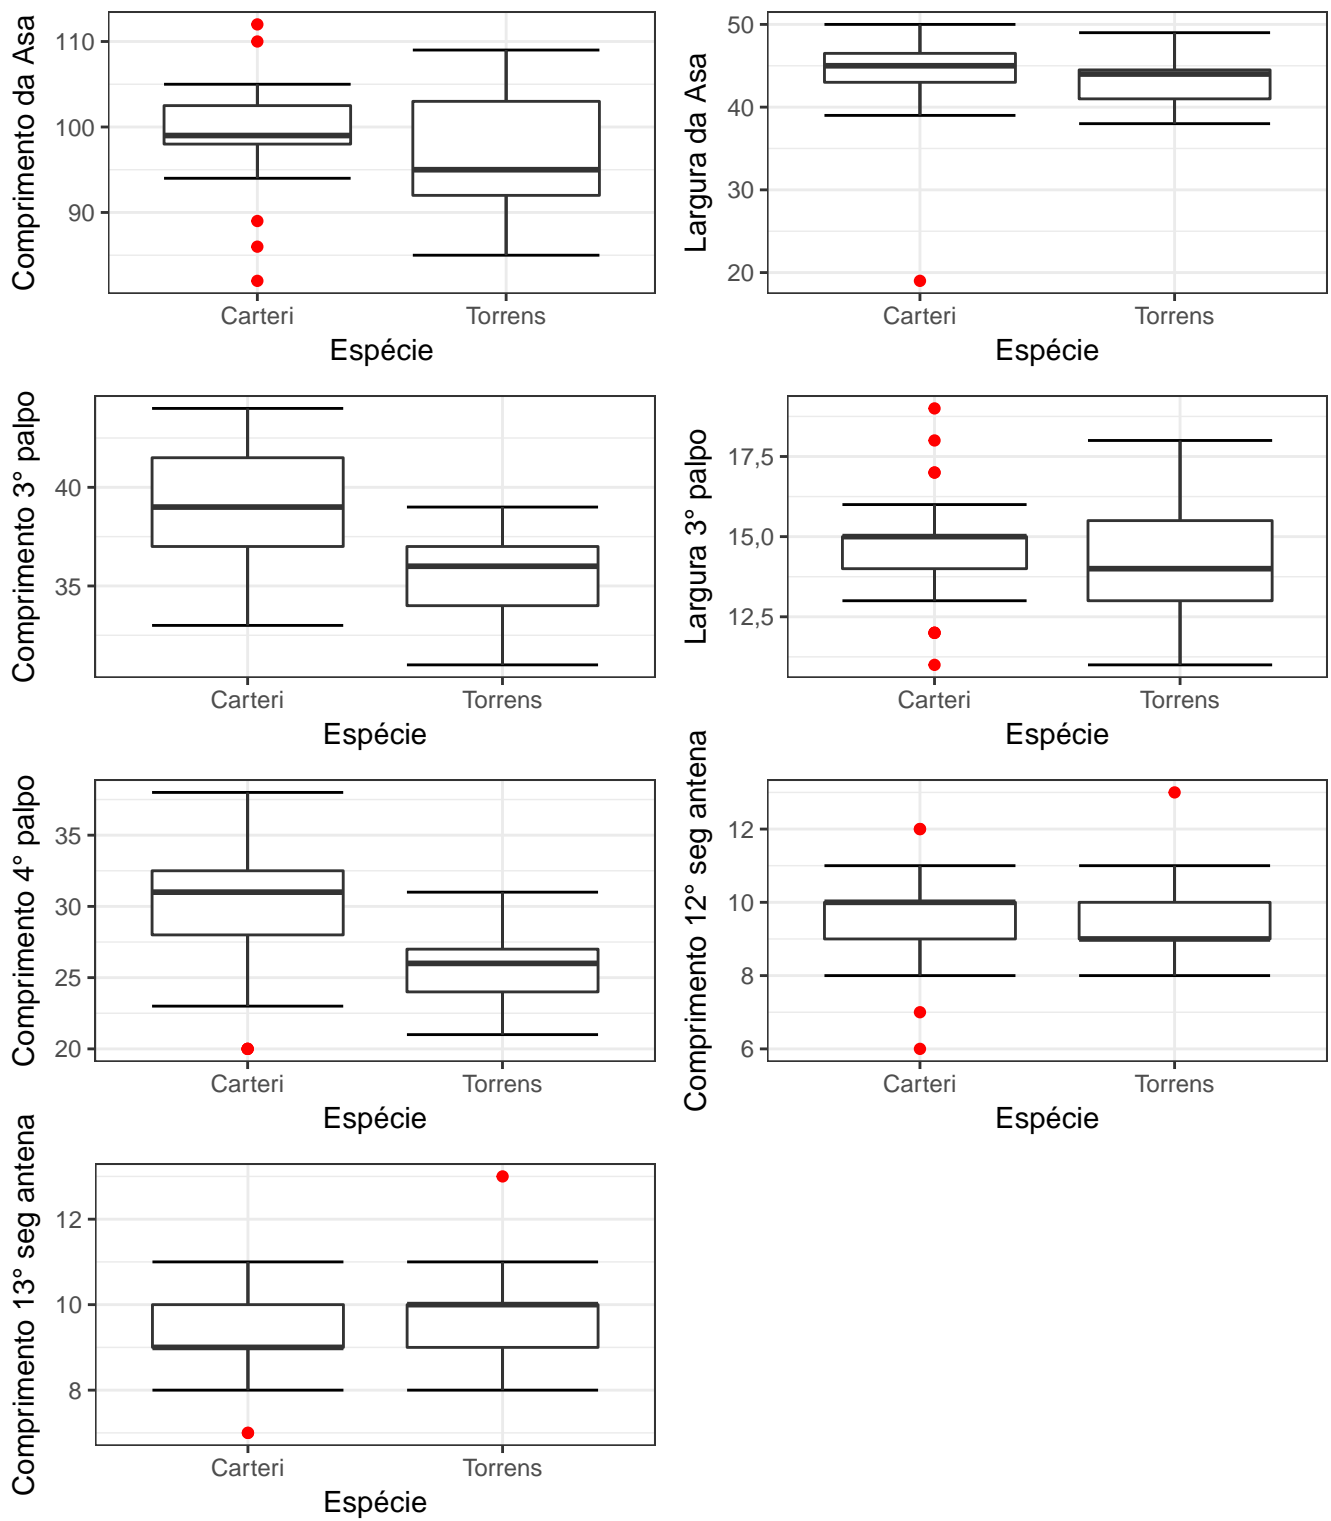 Comprimento da Asa
110
100
90
Carteri Torrens
Espécie
Largura da Asa
50
40
30
20
Carteri Torrens
Espécie
Comprimento 3° palpo
40
35
Carteri Torrens
Espécie
Largura 3° palpo
17,5
15,0
12,5
Carteri Torrens
Espécie
Comprimento 4° palpo
35
30
25
20
Carteri Torrens
Espécie
Comprimento 12° seg antena
12
10
8
6
Carteri Torrens
Espécie
Comprimento 13° seg antena
12
10
8
Carteri Torrens
Espécie